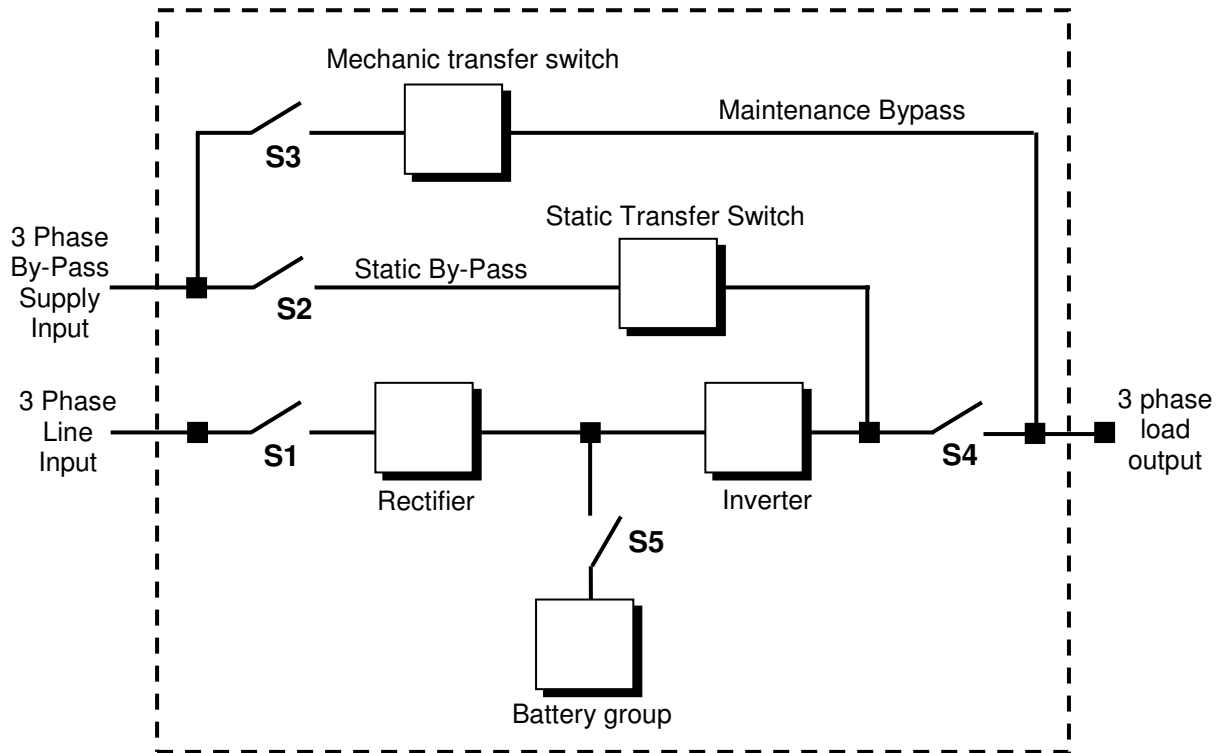 Mechanic transfer switch
Maintenance Bypass
S3
Static Transfer Switch
3 Phase
By-Pass
Supply
Input
Static By-Pass
S2
3 Phase
Line
Input
S1
Rectifier
Inverter
S4
3 phase
load
output
S5
Battery group